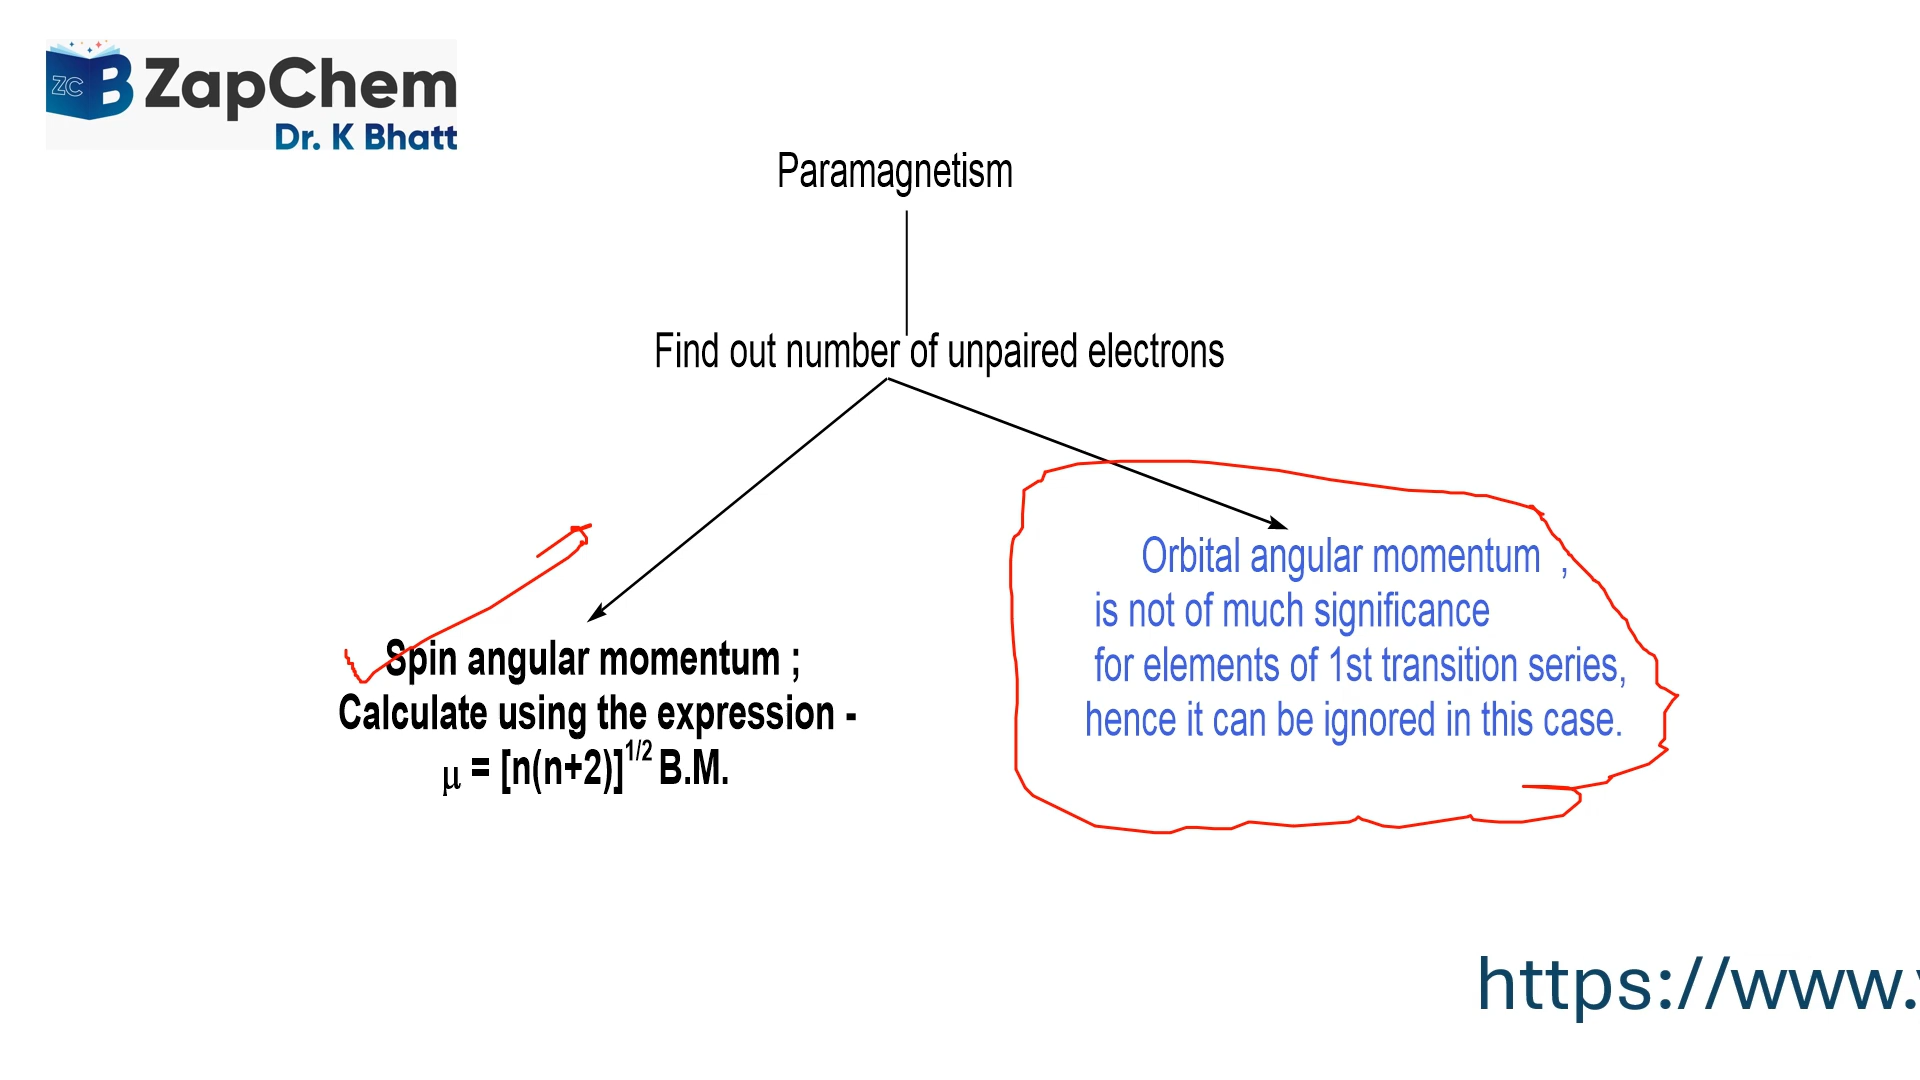 ZC B ZapChem
Dr. K Bhatt
Paramagnetism
Find out number of unpaired electrons
Orbital angular momentum ,
is not of much significance
for elements of 1st transition series,
hence it can be ignored in this case.
Spin angular momentum ;
Calculate using the expression -
μ = [n(n+2)]^1/2 B.M.
https://www.